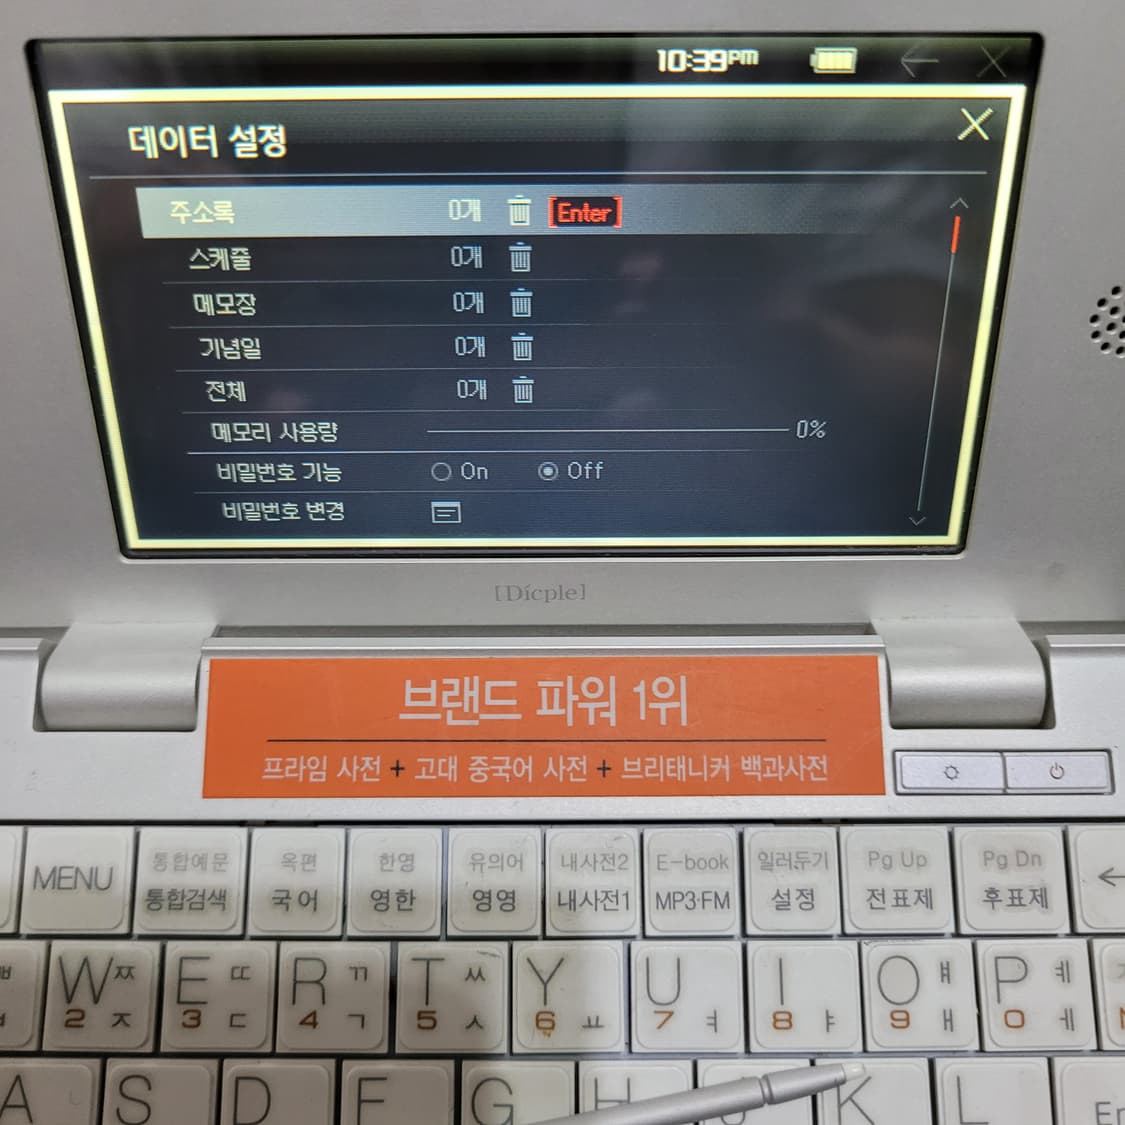 10:39PM
데이터 설정
주소록 0개 [Enter]
스케줄 0개
메모장 0개
기념일 0개
전체 0개
메모리 사용량 0%
비밀번호 기능 On Off
비밀번호 변경
[Dicple]
브랜드 파워 1위
프라임 사전 + 고대 중국어 사전 + 브리태니커 백과사전
통합예문 옥편 한영 유의어 내사전2 E-book 일러두기 Pg Up Pg Dn
MENU 통합검색 국어 영한 영영 내사전1 MP3·FM 설정 전표제 후표제
W ㅉ E ㄸ R ㄲ T ㅆ Y U I O ㅒ P ㅖ
2 ㅈ 3 ㄷ 4 ㄱ 5 ㅅ 6 ㅛ 7 ㅕ 8 ㅑ 9 ㅐ 0 ㅔ
A S D F G H J K L